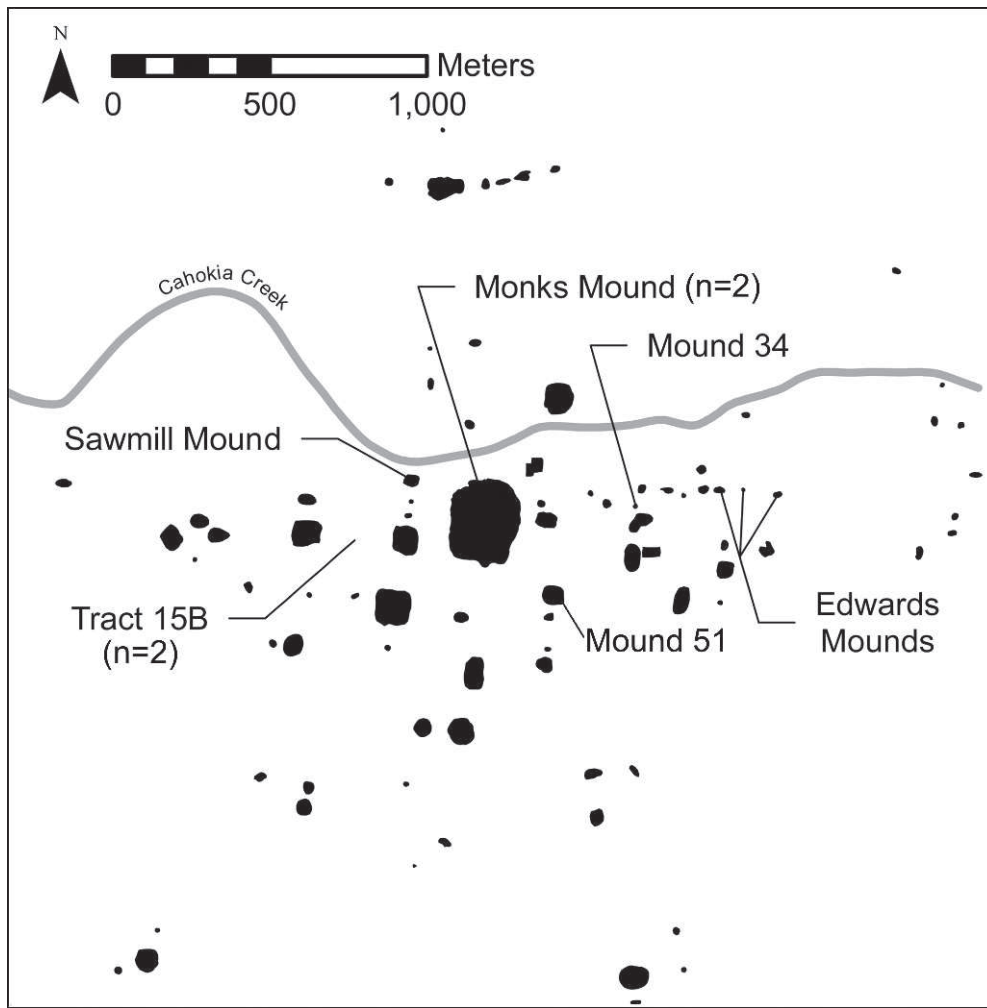 N
Meters
0 500 1,000
Cahokia Creek
Monks Mound (n=2)
Mound 34
Sawmill Mound
Tract 15B
(n=2)
Mound 51
Edwards
Mounds